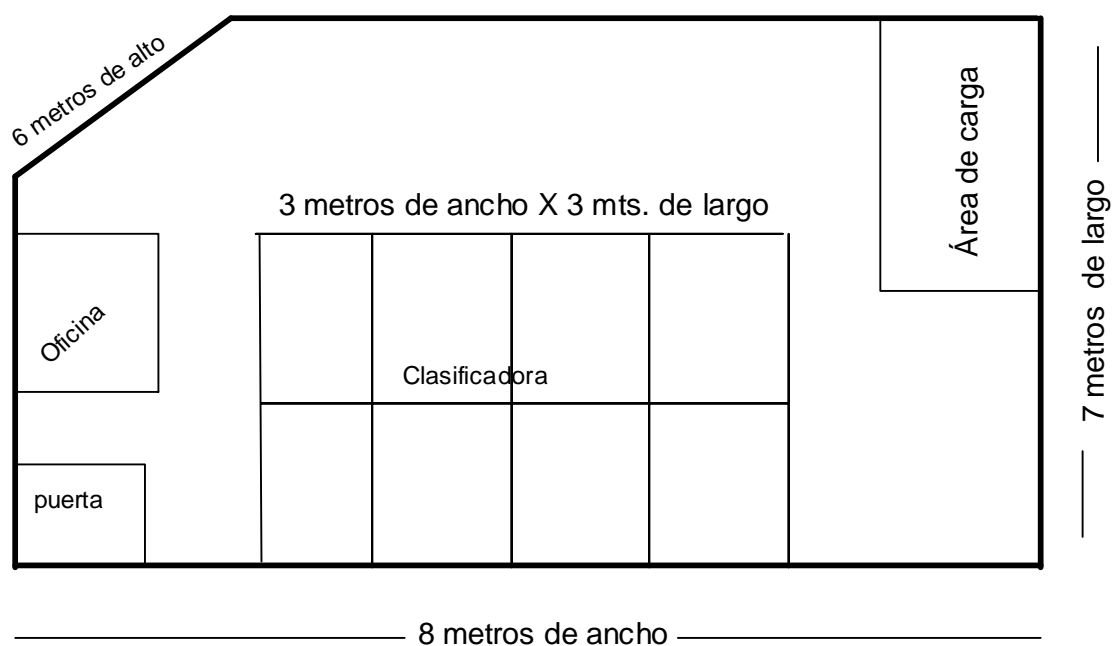 6 metros de alto
Área de carga
3 metros de ancho X 3 mts. de largo
7 metros de largo
Oficina
Clasificadora
puerta
8 metros de ancho